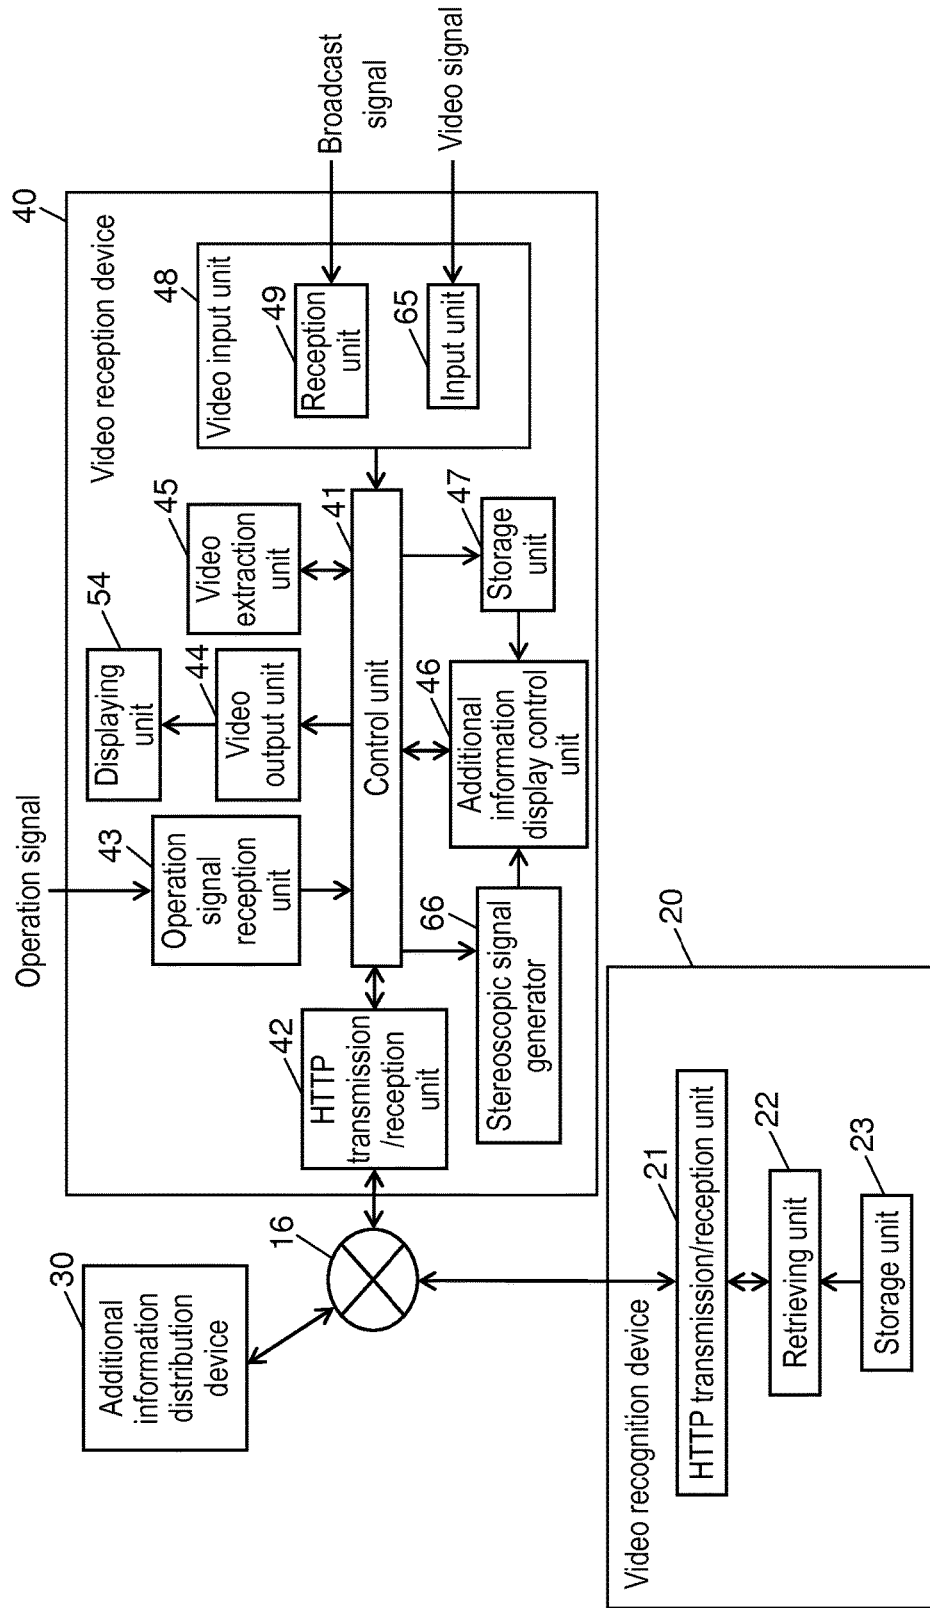 Operation signal
40
Video reception device
43
Operation
signal
reception
unit
54
Displaying
unit
44
Video
output unit
45
Video
extraction
unit
48
Video input unit
49
Reception
unit
65
Input unit
Broadcast
signal
Video signal
30
Additional
information
distribution
device
16
42
HTTP
transmission
/reception
unit
41
Control unit
66
Stereoscopic signal
generator
46
Additional
information
display control
unit
47
Storage
unit
20
Video recognition device
21
HTTP transmission/reception unit
22
Retrieving unit
23
Storage unit